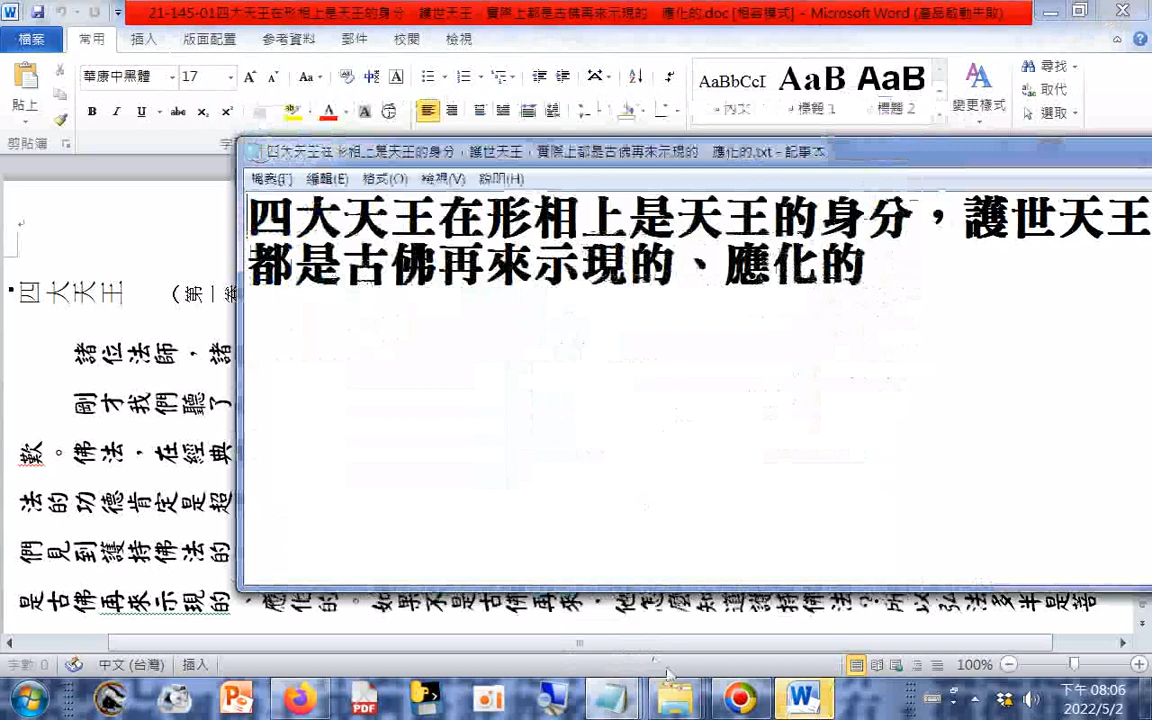 21-145-01四大天王在形相上是天王的身分,護世天王,實際上都是古佛再來示現的、應化的.doc [相容模式] - Microsoft Word (產品啟動失敗)
檔案 常用 插入 版面配置 參考資料 郵件 校閱 檢視
華康中黑體 17
AaBbCcI AaB AaB
尋找
取代
選取
貼上
內文 標題 1 標題 2 變更樣式
剪貼簿
四大天王在形相上是天王的身分,護世天王,實際上都是古佛再來示現的、應化的.txt - 記事本
檔案(F) 編輯(E) 格式(O) 檢視(V) 說明(H)
四大天王在形相上是天王的身分,護世天王
都是古佛再來示現的、應化的
四大天王 (第一卷
諸位法師,諸
剛才我們聽了
歎。佛法,在經典
法的功德肯定是超
們見到護持佛法的
是古佛再來示現的、應化的。如果不是古佛再來,他怎麼知道護持佛法?所以弘法多半是菩
字數 0 中文 (台灣) 插入 100%
下午 08:06
2022/5/2